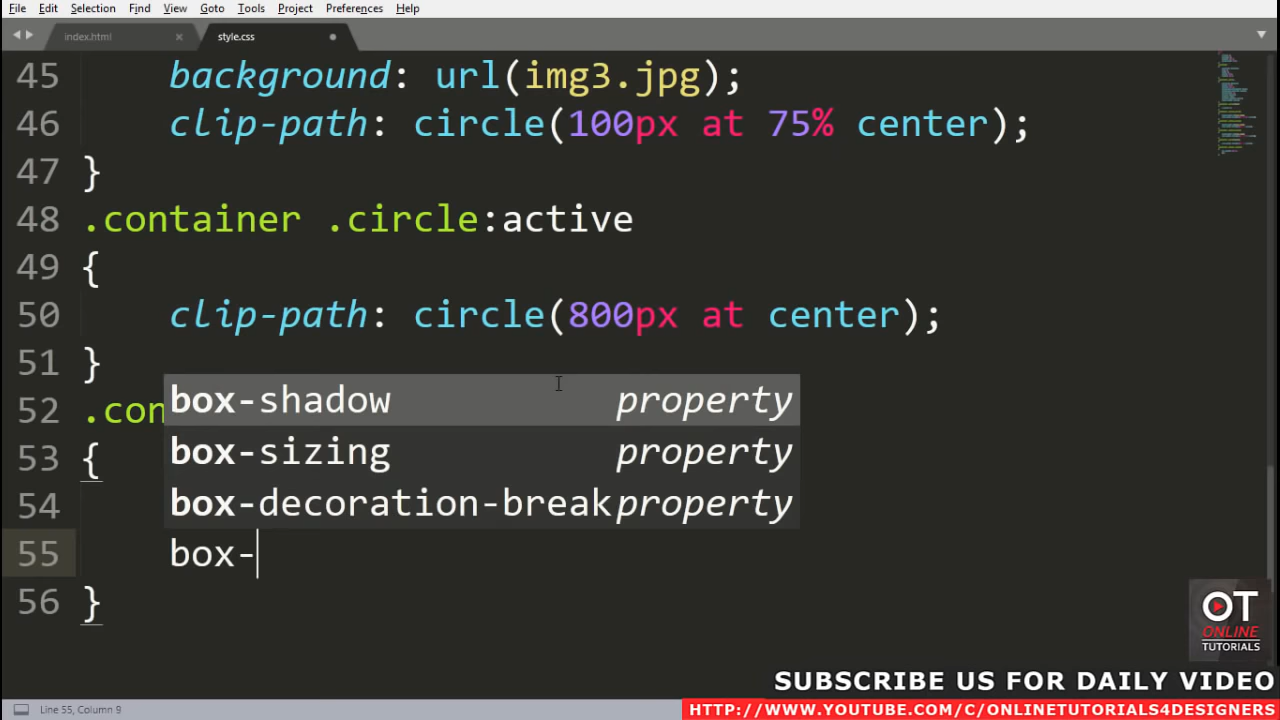 File Edit Selection Find View Goto Tools Project Preferences Help
index.html × style.css
45 background: url(img3.jpg);
46 clip-path: circle(100px at 75% center);
47 }
48 .container .circle:active
49 {
50 clip-path: circle(800px at center);
51 }
box-shadow property
52 .con
box-sizing property
53 {
box-decoration-break property
54
55 box-
56 }
OT
ONLINE
TUTORIALS
SUBSCRIBE US FOR DAILY VIDEO
Line 55, Column 9
HTTP://WWW.YOUTUBE.COM/C/ONLINETUTORIALS4DESIGNERS